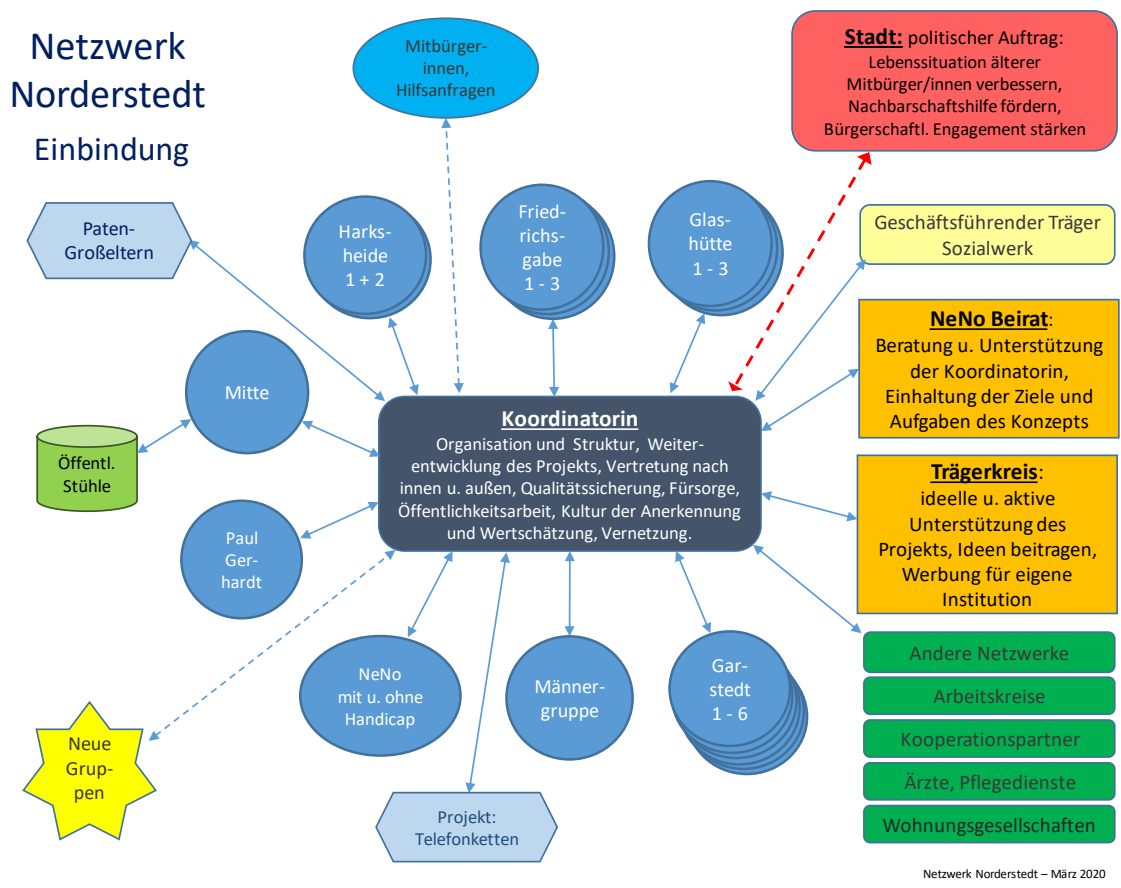 Netzwerk
Norderstedt
Einbindung
Mitbürger-
innen,
Hilfsanfragen
Stadt: politischer Auftrag:
Lebenssituation älterer
Mitbürger/innen verbessern,
Nachbarschaftshilfe fördern,
Bürgerschaftl. Engagement stärken
Paten-
Großeltern
Harks-
heide
1 + 2
Fried-
richs-
gabe
1 - 3
Glas-
hütte
1 - 3
Geschäftsführender Träger
Sozialwerk
NeNo Beirat:
Beratung u. Unterstützung
der Koordinatorin,
Einhaltung der Ziele und
Aufgaben des Konzepts
Mitte
Koordinatorin
Organisation und Struktur, Weiter-
entwicklung des Projekts, Vertretung nach
innen u. außen, Qualitätssicherung, Fürsorge,
Öffentlichkeitsarbeit, Kultur der Anerkennung
und Wertschätzung, Vernetzung.
Öffentl.
Stühle
Trägerkreis:
ideelle u. aktive
Unterstützung des
Projekts, Ideen beitragen,
Werbung für eigene
Institution
Paul
Ger-
hardt
NeNo
mit u. ohne
Handicap
Männer-
gruppe
Gar-
stedt
1 - 6
Andere Netzwerke
Arbeitskreise
Kooperationspartner
Ärzte, Pflegedienste
Wohnungsgesellschaften
Neue
Grup-
pen
Projekt:
Telefonketten
Netzwerk Norderstedt – März 2020